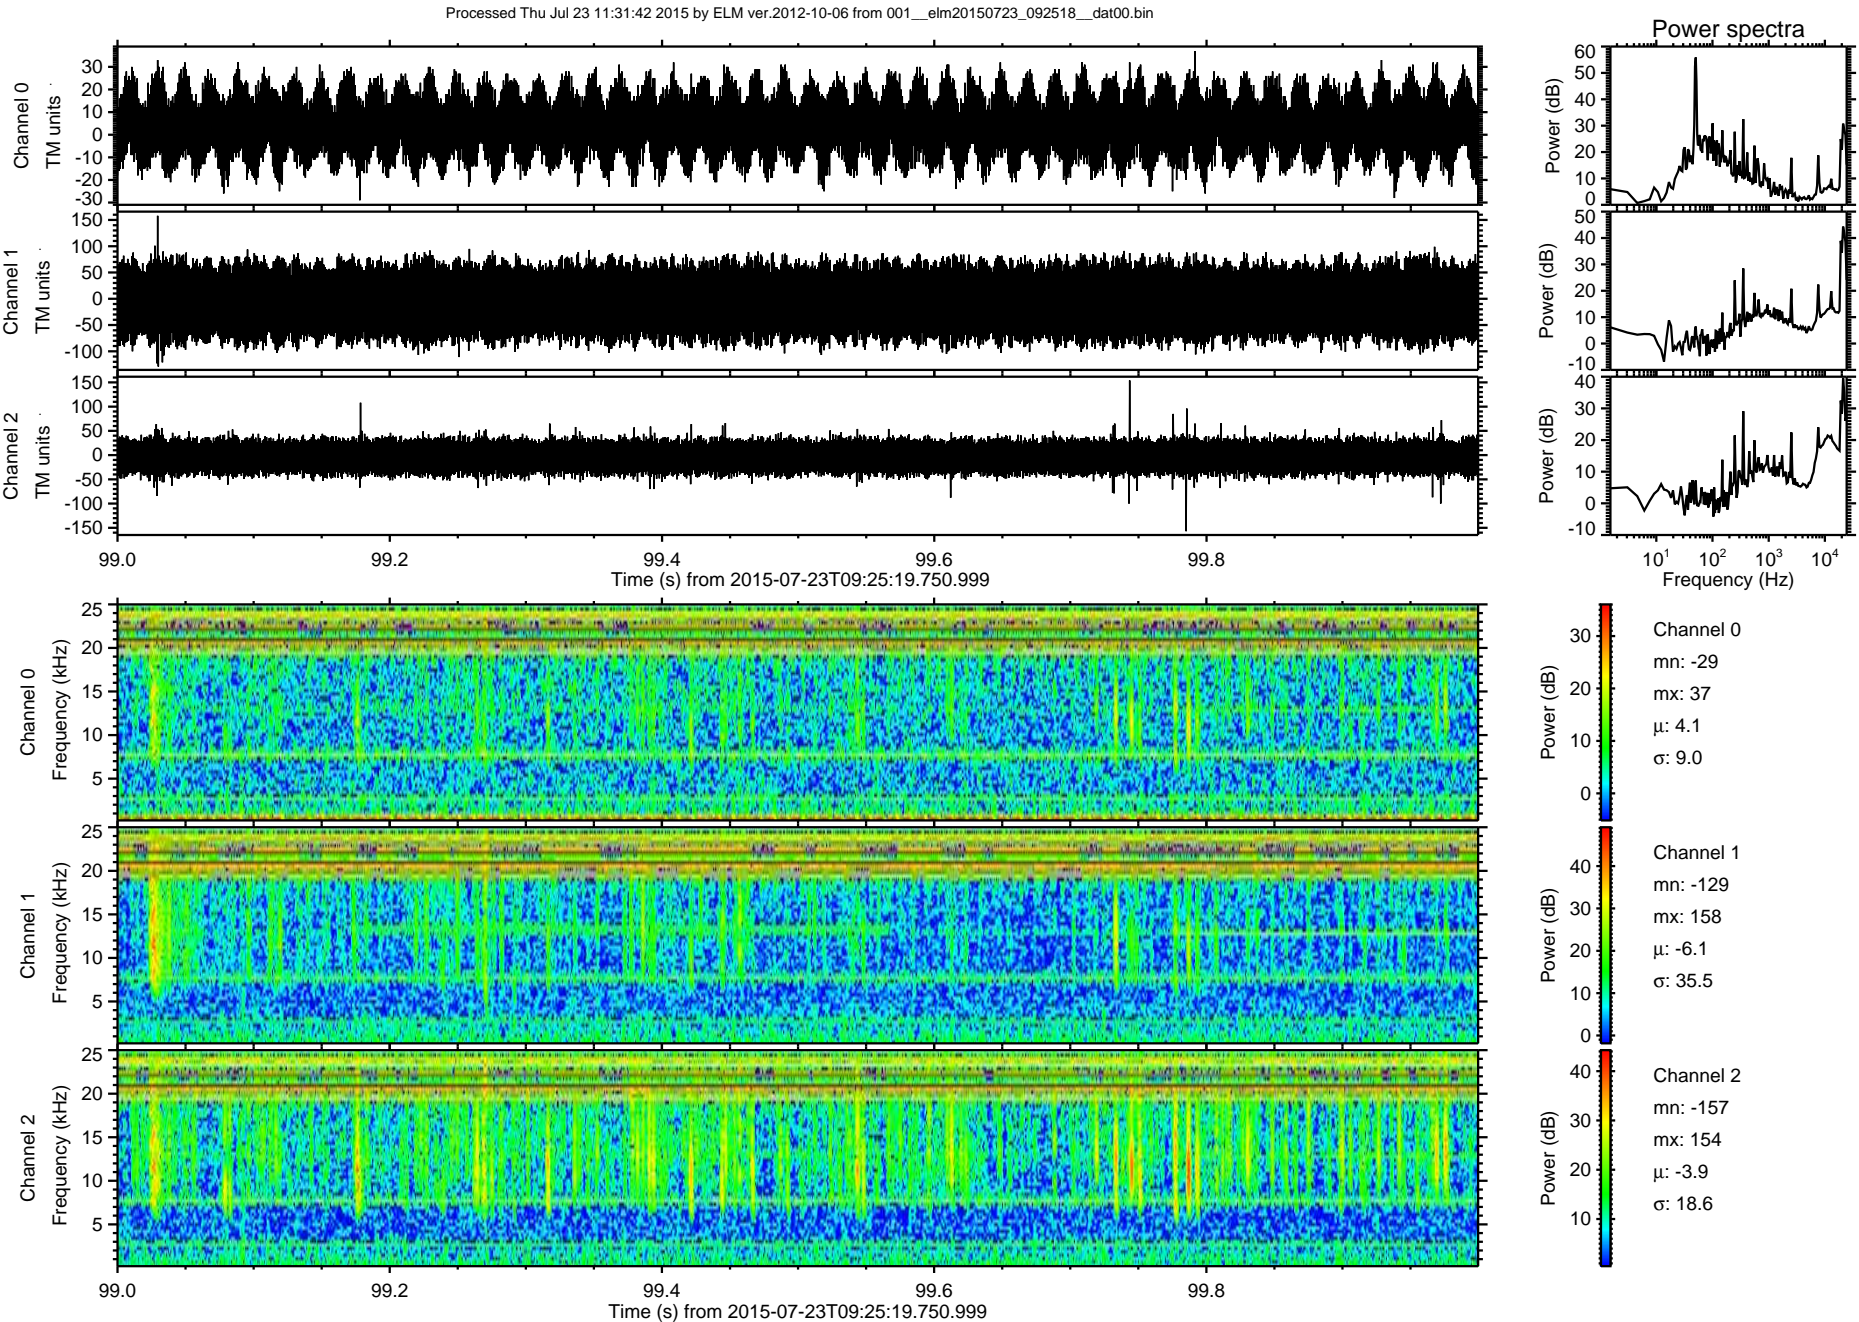 Processed Thu Jul 23 11:31:42 2015 by ELM ver.2012-10-06 from 001__elm20150723_092518__dat00.bin
Power spectra
Channel 0
TM units
30
20
10
0
-10
-20
-30
Power (dB)
60
50
40
30
20
10
0
Channel 1
TM units
150
100
50
0
-50
-100
Power (dB)
50
40
30
20
10
0
-10
Channel 2
TM units
150
100
50
0
-50
-100
-150
Power (dB)
40
30
20
10
0
-10
99.0 99.2 99.4 99.6 99.8
Time (s) from 2015-07-23T09:25:19.750.999
10^1 10^2 10^3 10^4
Frequency (Hz)
Channel 0
Frequency (kHz)
25
20
15
10
5
Power (dB)
30
20
10
0
Channel 0
mn: -29
mx: 37
μ: 4.1
σ: 9.0
Channel 1
Frequency (kHz)
25
20
15
10
5
Power (dB)
40
30
20
10
0
Channel 1
mn: -129
mx: 158
μ: -6.1
σ: 35.5
Channel 2
Frequency (kHz)
25
20
15
10
5
Power (dB)
40
30
20
10
Channel 2
mn: -157
mx: 154
μ: -3.9
σ: 18.6
99.0 99.2 99.4 99.6 99.8
Time (s) from 2015-07-23T09:25:19.750.999